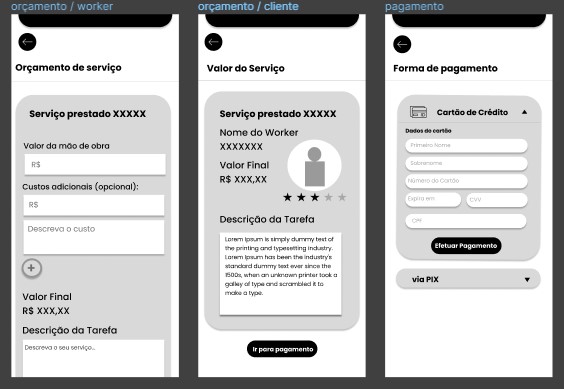 orçamento / worker
Orçamento de serviço
Serviço prestado XXXXX
Valor da mão de obra
R$
Custos adicionais (opcional):
R$
Descreva o custo
+
Valor Final
R$ XXX,XX
Descrição da Tarefa
Descreva o seu serviço...
orçamento / cliente
Valor do Serviço
Serviço prestado XXXXX
Nome do Worker
XXXXXXX
Valor Final
R$ XXX,XX
Descrição da Tarefa
Lorem Ipsum is simply dummy text of
the printing and typesetting industry.
Lorem Ipsum has been the industry's
standard dummy text ever since the
1500s, when an unknown printer took a
galley of type and scrambled it to
make a type.
Ir para pagamento
pagamento
Forma de pagamento
Cartão de Crédito
Dados do cartão
Primeiro Nome
Sobrenome
Número do Cartão
Expira em
CVV
CPF
Efetuar Pagamento
via PIX